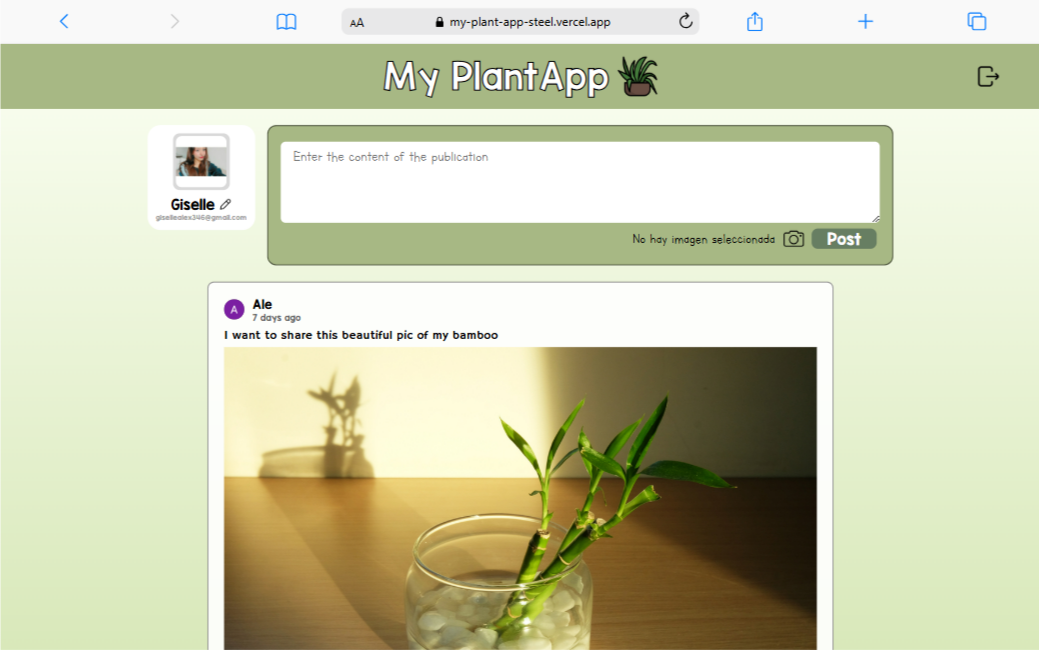 AA my-plant-app-steel.vercel.app
My PlantApp
Enter the content of the publication
Giselle
gisellealex346@gmail.com
No hay imagen seleccionada Post
A Ale
7 days ago
I want to share this beautiful pic of my bamboo